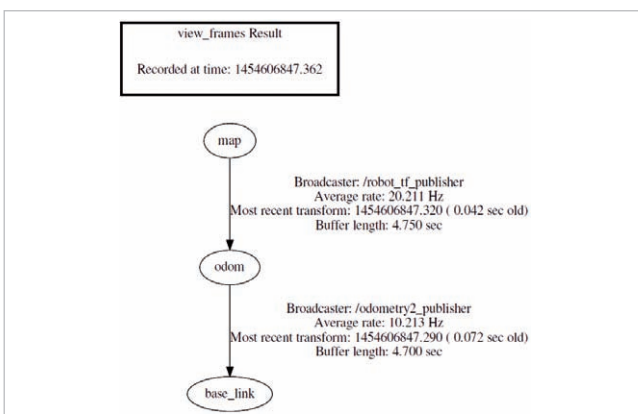 view_frames Result
Recorded at time: 1454606847.362
map
Broadcaster: /robot_tf_publisher
Average rate: 20.211 Hz
Most recent transform: 1454606847.320 ( 0.042 sec old)
Buffer length: 4.750 sec
odom
Broadcaster: /odometry2_publisher
Average rate: 10.213 Hz
Most recent transform: 1454606847.290 ( 0.072 sec old)
Buffer length: 4.700 sec
base_link